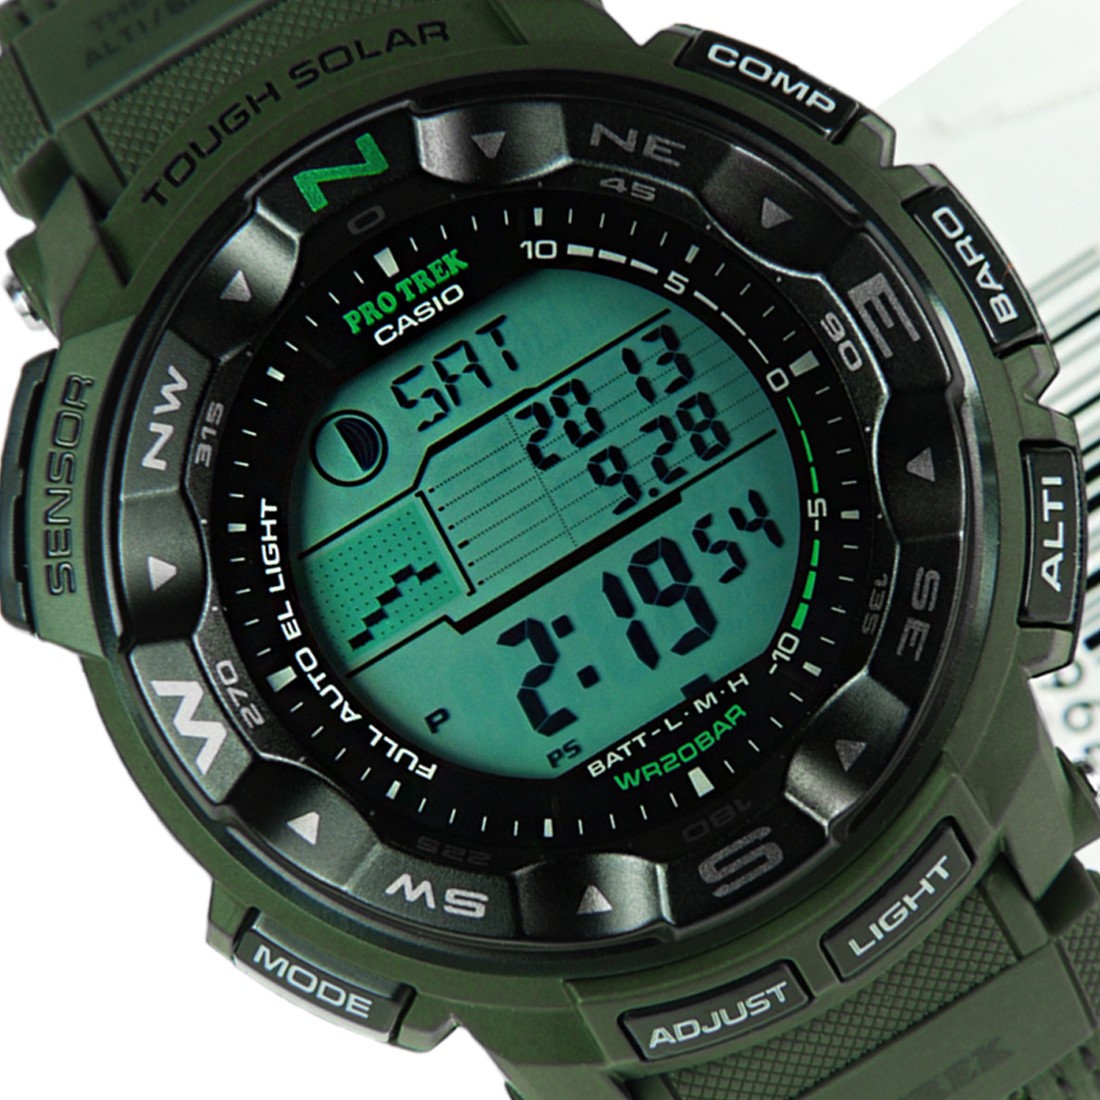 TOUGH SOLAR
COMP
BARO
ALTI
SENSOR
N
0
NE
45
E
90
SE
135
S
180
SW
225
W
270
NW
315
PRO TREK
CASIO
10
5
0
-5
-10
SAT
20 13
9.28
2:19 54
P
PS
FULL AUTO EL LIGHT
BATT-L·M·H
WR20BAR
MODE
ADJUST
LIGHT